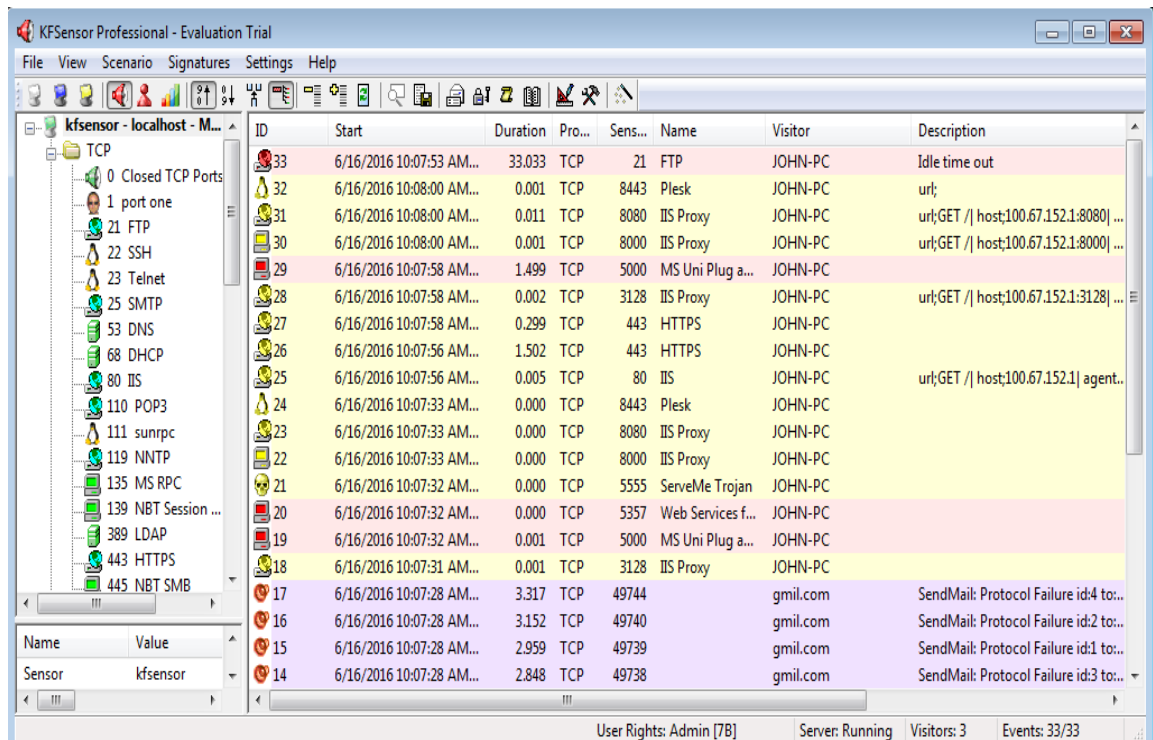 KFSensor Professional - Evaluation Trial
File View Scenario Signatures Settings Help
kfsensor - localhost - M...
TCP
0 Closed TCP Ports
1 port one
21 FTP
22 SSH
23 Telnet
25 SMTP
53 DNS
68 DHCP
80 IIS
110 POP3
111 sunrpc
119 NNTP
135 MS RPC
139 NBT Session ...
389 LDAP
443 HTTPS
445 NBT SMB
Name Value
Sensor kfsensor
ID Start Duration Pro... Sens... Name Visitor Description
33 6/16/2016 10:07:53 AM... 33.033 TCP 21 FTP JOHN-PC Idle time out
32 6/16/2016 10:08:00 AM... 0.001 TCP 8443 Plesk JOHN-PC url;
31 6/16/2016 10:08:00 AM... 0.011 TCP 8080 IIS Proxy JOHN-PC url;GET /| host;100.67.152.1:8080| ...
30 6/16/2016 10:08:00 AM... 0.001 TCP 8000 IIS Proxy JOHN-PC url;GET /| host;100.67.152.1:8000| ...
29 6/16/2016 10:07:58 AM... 1.499 TCP 5000 MS Uni Plug a... JOHN-PC
28 6/16/2016 10:07:58 AM... 0.002 TCP 3128 IIS Proxy JOHN-PC url;GET /| host;100.67.152.1:3128| ...
27 6/16/2016 10:07:58 AM... 0.299 TCP 443 HTTPS JOHN-PC
26 6/16/2016 10:07:56 AM... 1.502 TCP 443 HTTPS JOHN-PC
25 6/16/2016 10:07:56 AM... 0.005 TCP 80 IIS JOHN-PC url;GET /| host;100.67.152.1| agent..
24 6/16/2016 10:07:33 AM... 0.000 TCP 8443 Plesk JOHN-PC
23 6/16/2016 10:07:33 AM... 0.000 TCP 8080 IIS Proxy JOHN-PC
22 6/16/2016 10:07:33 AM... 0.000 TCP 8000 IIS Proxy JOHN-PC
21 6/16/2016 10:07:32 AM... 0.000 TCP 5555 ServeMe Trojan JOHN-PC
20 6/16/2016 10:07:32 AM... 0.000 TCP 5357 Web Services f... JOHN-PC
19 6/16/2016 10:07:32 AM... 0.001 TCP 5000 MS Uni Plug a... JOHN-PC
18 6/16/2016 10:07:31 AM... 0.001 TCP 3128 IIS Proxy JOHN-PC
17 6/16/2016 10:07:28 AM... 3.317 TCP 49744 gmil.com SendMail: Protocol Failure id:4 to:..
16 6/16/2016 10:07:28 AM... 3.152 TCP 49740 gmil.com SendMail: Protocol Failure id:2 to:..
15 6/16/2016 10:07:28 AM... 2.959 TCP 49739 gmil.com SendMail: Protocol Failure id:1 to:...
14 6/16/2016 10:07:28 AM... 2.848 TCP 49738 gmil.com SendMail: Protocol Failure id:3 to:...
User Rights: Admin [7B] Server: Running Visitors: 3 Events: 33/33